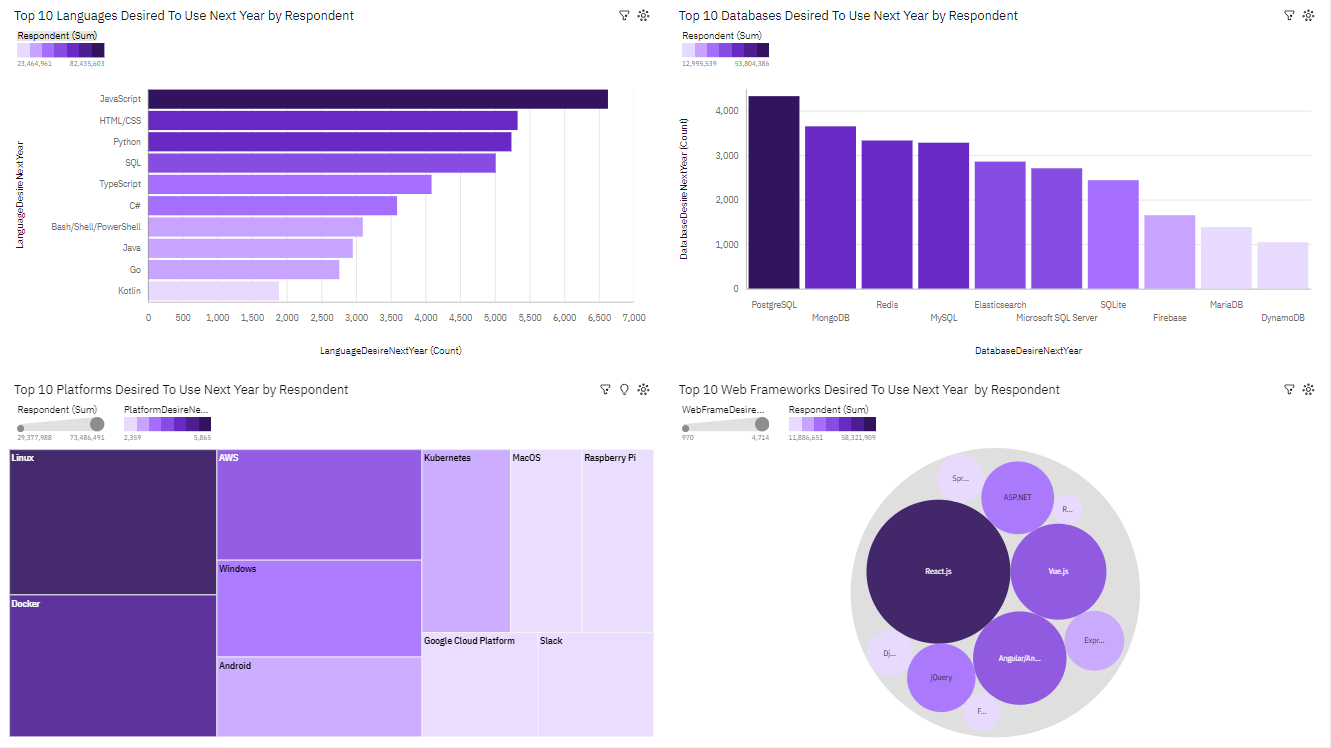 Top 10 Languages Desired To Use Next Year by Respondent
Respondent (Sum)
23,464,961 82,435,603
LanguageDesireNextYear
JavaScript
HTML/CSS
Python
SQL
TypeScript
C#
Bash/Shell/PowerShell
Java
Go
Kotlin
0 500 1,000 1,500 2,000 2,500 3,000 3,500 4,000 4,500 5,000 5,500 6,000 6,500 7,000
LanguageDesireNextYear (Count)
Top 10 Databases Desired To Use Next Year by Respondent
Respondent (Sum)
12,995,539 53,804,386
DatabaseDesireNextYear (Count)
4,000
3,000
2,000
1,000
0
PostgreSQL Redis Elasticsearch SQLite MariaDB
MongoDB MySQL Microsoft SQL Server Firebase DynamoDB
DatabaseDesireNextYear
Top 10 Platforms Desired To Use Next Year by Respondent
Respondent (Sum) PlatformDesireNe...
29,377,988 73,486,491 2,359 5,865
Linux AWS Kubernetes MacOS Raspberry Pi
Windows
Docker
Google Cloud Platform Slack
Android
Top 10 Web Frameworks Desired To Use Next Year by Respondent
WebFrameDesire... Respondent (Sum)
970 4,714 11,886,651 58,321,909
Spr...
ASP.NET
R...
React.js Vue.js
Expr...
Dj... Angular/An...
jQuery
F...